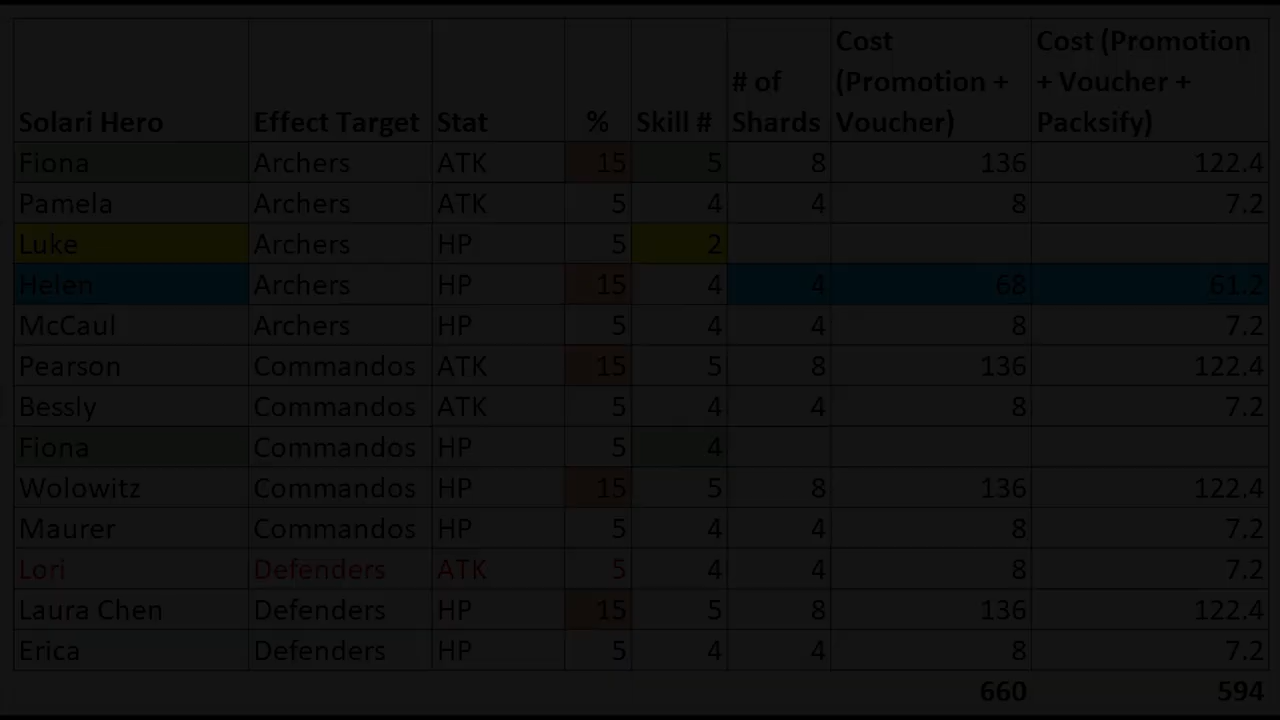 Solari Hero Effect Target Stat % Skill # # of Shards Cost (Promotion + Voucher) Cost (Promotion + Voucher + Packsify)
Fiona Archers ATK 15 5 8 136 122.4
Pamela Archers ATK 5 4 4 8 7.2
Luke Archers HP 5 2
Helen Archers HP 15 4 4 68 61.2
McCaul Archers HP 5 4 4 8 7.2
Pearson Commandos ATK 15 5 8 136 122.4
Bessly Commandos ATK 5 4 4 8 7.2
Fiona Commandos HP 5 4
Wolowitz Commandos HP 15 5 8 136 122.4
Maurer Commandos HP 5 4 4 8 7.2
Lori Defenders ATK 5 4 4 8 7.2
Laura Chen Defenders HP 15 5 8 136 122.4
Erica Defenders HP 5 4 4 8 7.2
660 594